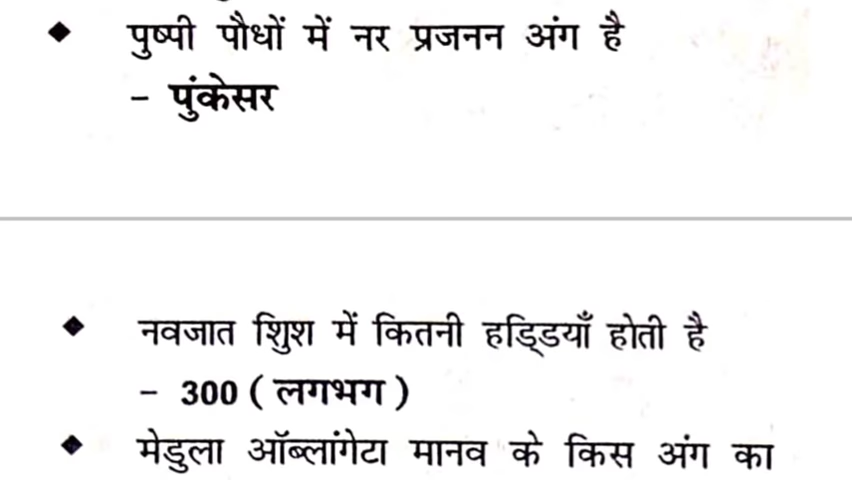 ◆ पुष्पी पौधों में नर प्रजनन अंग है
– पुंकेसर
◆ नवजात शिुश में कितनी हड्डियाँ होती है
– 300 ( लगभग )
◆ मेडुला ऑब्लांगेटा मानव के किस अंग का